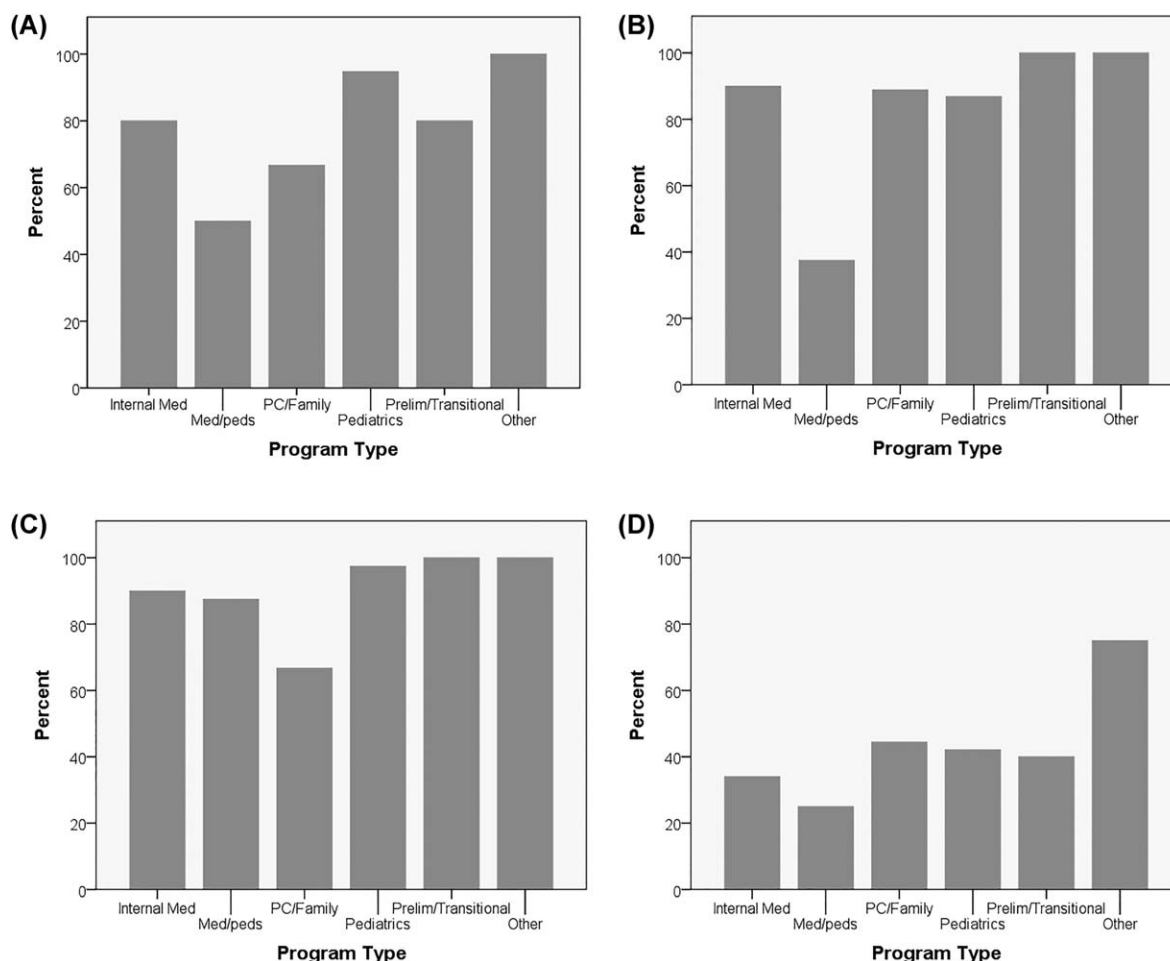 (A)
100
80
60
40
20
0
Percent
Internal Med PC/Family Prelim/Transitional
Med/peds Pediatrics Other
Program Type
(B)
100
80
60
40
20
0
Percent
Internal Med PC/Family Prelim/Transitional
Med/peds Pediatrics Other
Program Type
(C)
100
80
60
40
20
0
Percent
Internal Med PC/Family Prelim/Transitional
Med/peds Pediatrics Other
Program Type
(D)
100
80
60
40
20
0
Percent
Internal Med PC/Family Prelim/Transitional
Med/peds Pediatrics Other
Program Type